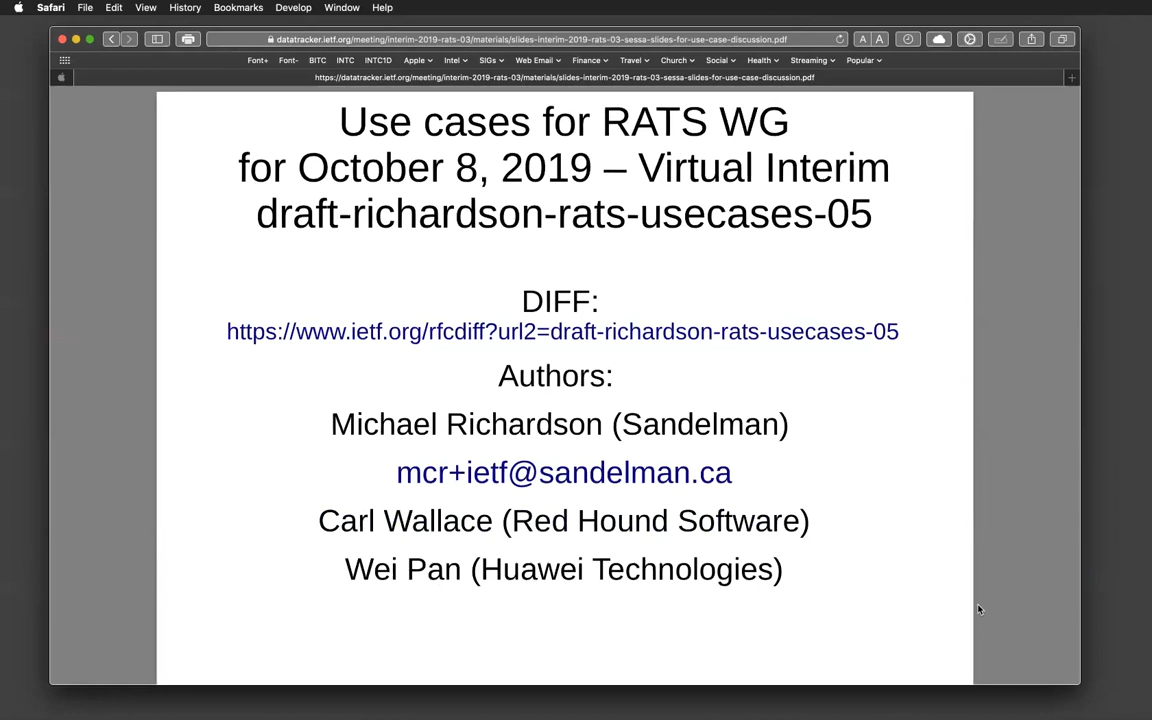 Safari File Edit View History Bookmarks Develop Window Help
datatracker.ietf.org/meeting/interim-2019-rats-03/materials/slides-interim-2019-rats-03-sessa-slides-for-use-case-discussion.pdf
A A
Font+ Font- BITC INTC INTC1D Apple Intel SIGs Web Email Finance Travel Church Social Health Streaming Popular
https://datatracker.ietf.org/meeting/interim-2019-rats-03/materials/slides-interim-2019-rats-03-sessa-slides-for-use-case-discussion.pdf
Use cases for RATS WG
for October 8, 2019 – Virtual Interim
draft-richardson-rats-usecases-05
DIFF:
https://www.ietf.org/rfcdiff?url2=draft-richardson-rats-usecases-05
Authors:
Michael Richardson (Sandelman)
mcr+ietf@sandelman.ca
Carl Wallace (Red Hound Software)
Wei Pan (Huawei Technologies)